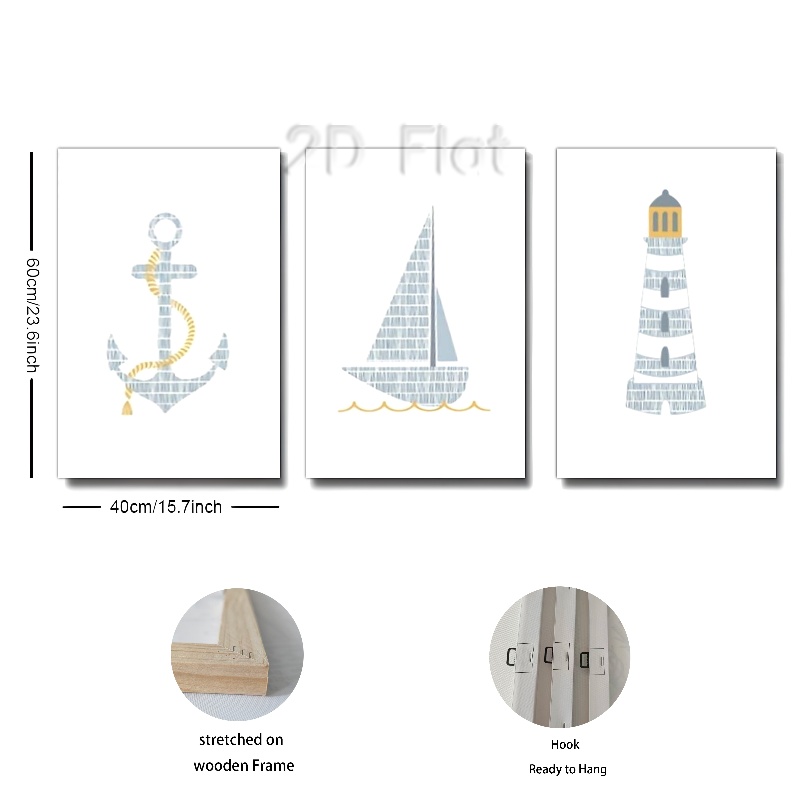 2D Flat
60cm/23.6inch
40cm/15.7inch
stretched on
wooden Frame
Hook
Ready to Hang